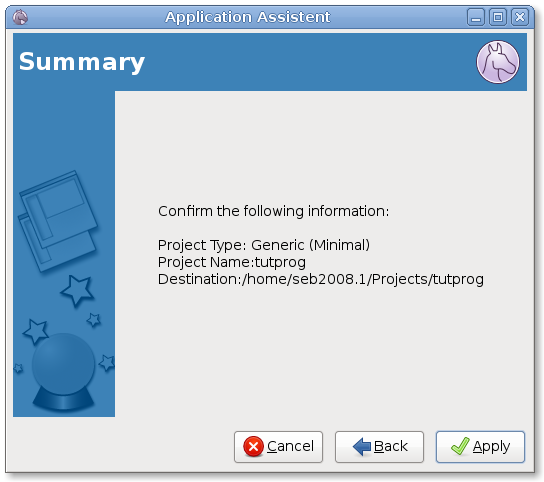 Application Assistent
Summary
Confirm the following information:
Project Type: Generic (Minimal)
Project Name:tutprog
Destination:/home/seb2008.1/Projects/tutprog
Cancel
Back
Apply